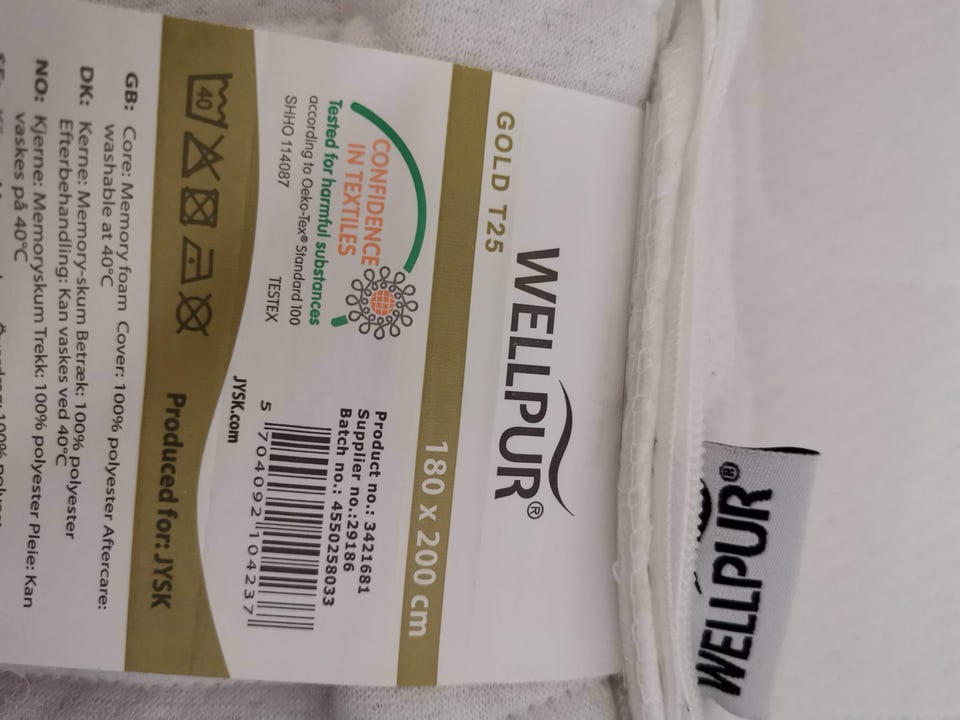 WELLPUR®
WELLPUR®
GOLD T25
180 x 200 cm
CONFIDENCE
IN TEXTILES
Tested for harmful substances
according to Oeko-Tex® Standard 100
SHHO 114087 TESTEX
Product no.: 3421681
Supplier no.:29186
Batch no.: 4550258033
5 704092 104237
JYSK.com
40
Produced for: JYSK
GB: Core: Memory foam Cover: 100% polyester Aftercare:
washable at 40°C
DK: Kerne: Memory-skum Betræk: 100% polyester
Efterbehandling: Kan vaskes ved 40°C
NO: Kjerne: Memoryskum Trekk: 100% polyester Pleie: Kan
vaskes på 40°C